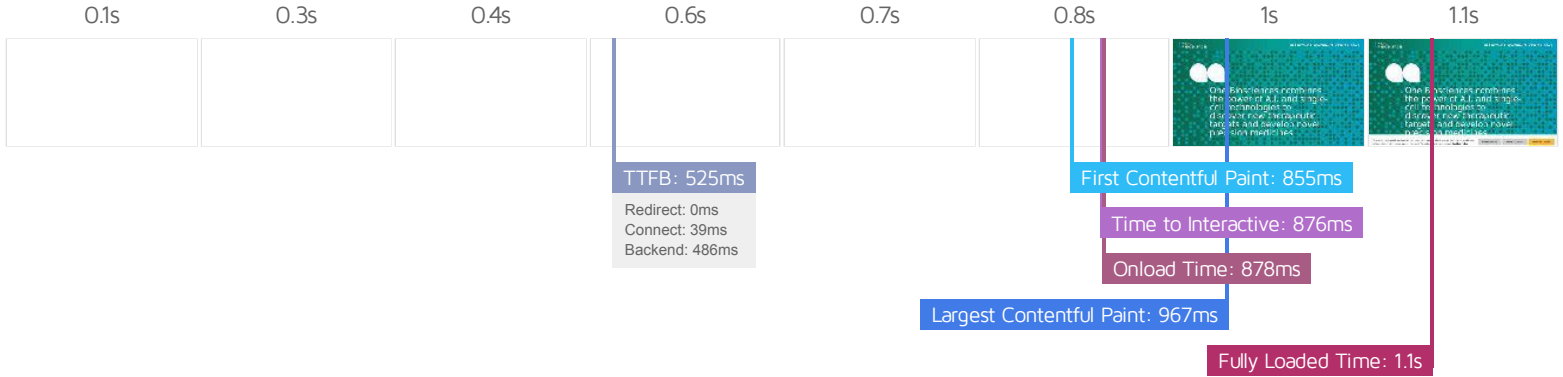 0.1s 0.3s 0.4s 0.6s 0.7s 0.8s 1s 1.1s
One Biosciences combines
the power of A.I. and single-
cell technologies to
discover new therapeutic
targets and develop novel
precision medicines
One Biosciences combines
the power of A.I. and single-
cell technologies to
discover new therapeutic
targets and develop novel
precision medicines
TTFB: 525ms
Redirect: 0ms
Connect: 39ms
Backend: 486ms
First Contentful Paint: 855ms
Time to Interactive: 876ms
Onload Time: 878ms
Largest Contentful Paint: 967ms
Fully Loaded Time: 1.1s